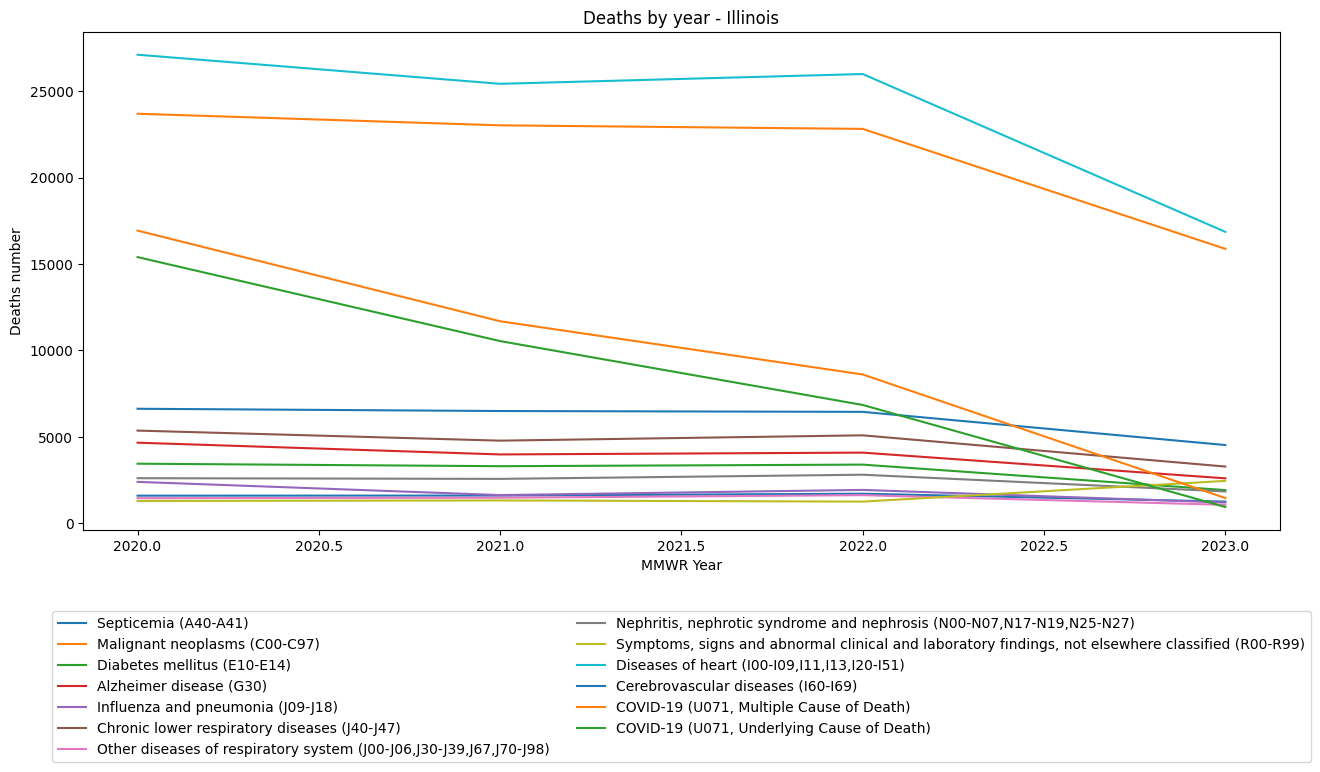 Deaths by year - Illinois
Deaths number
25000
20000
15000
10000
5000
0
2020.0 2020.5 2021.0 2021.5 2022.0 2022.5 2023.0
MMWR Year
Septicemia (A40-A41)
Malignant neoplasms (C00-C97)
Diabetes mellitus (E10-E14)
Alzheimer disease (G30)
Influenza and pneumonia (J09-J18)
Chronic lower respiratory diseases (J40-J47)
Other diseases of respiratory system (J00-J06,J30-J39,J67,J70-J98)
Nephritis, nephrotic syndrome and nephrosis (N00-N07,N17-N19,N25-N27)
Symptoms, signs and abnormal clinical and laboratory findings, not elsewhere classified (R00-R99)
Diseases of heart (I00-I09,I11,I13,I20-I51)
Cerebrovascular diseases (I60-I69)
COVID-19 (U071, Multiple Cause of Death)
COVID-19 (U071, Underlying Cause of Death)